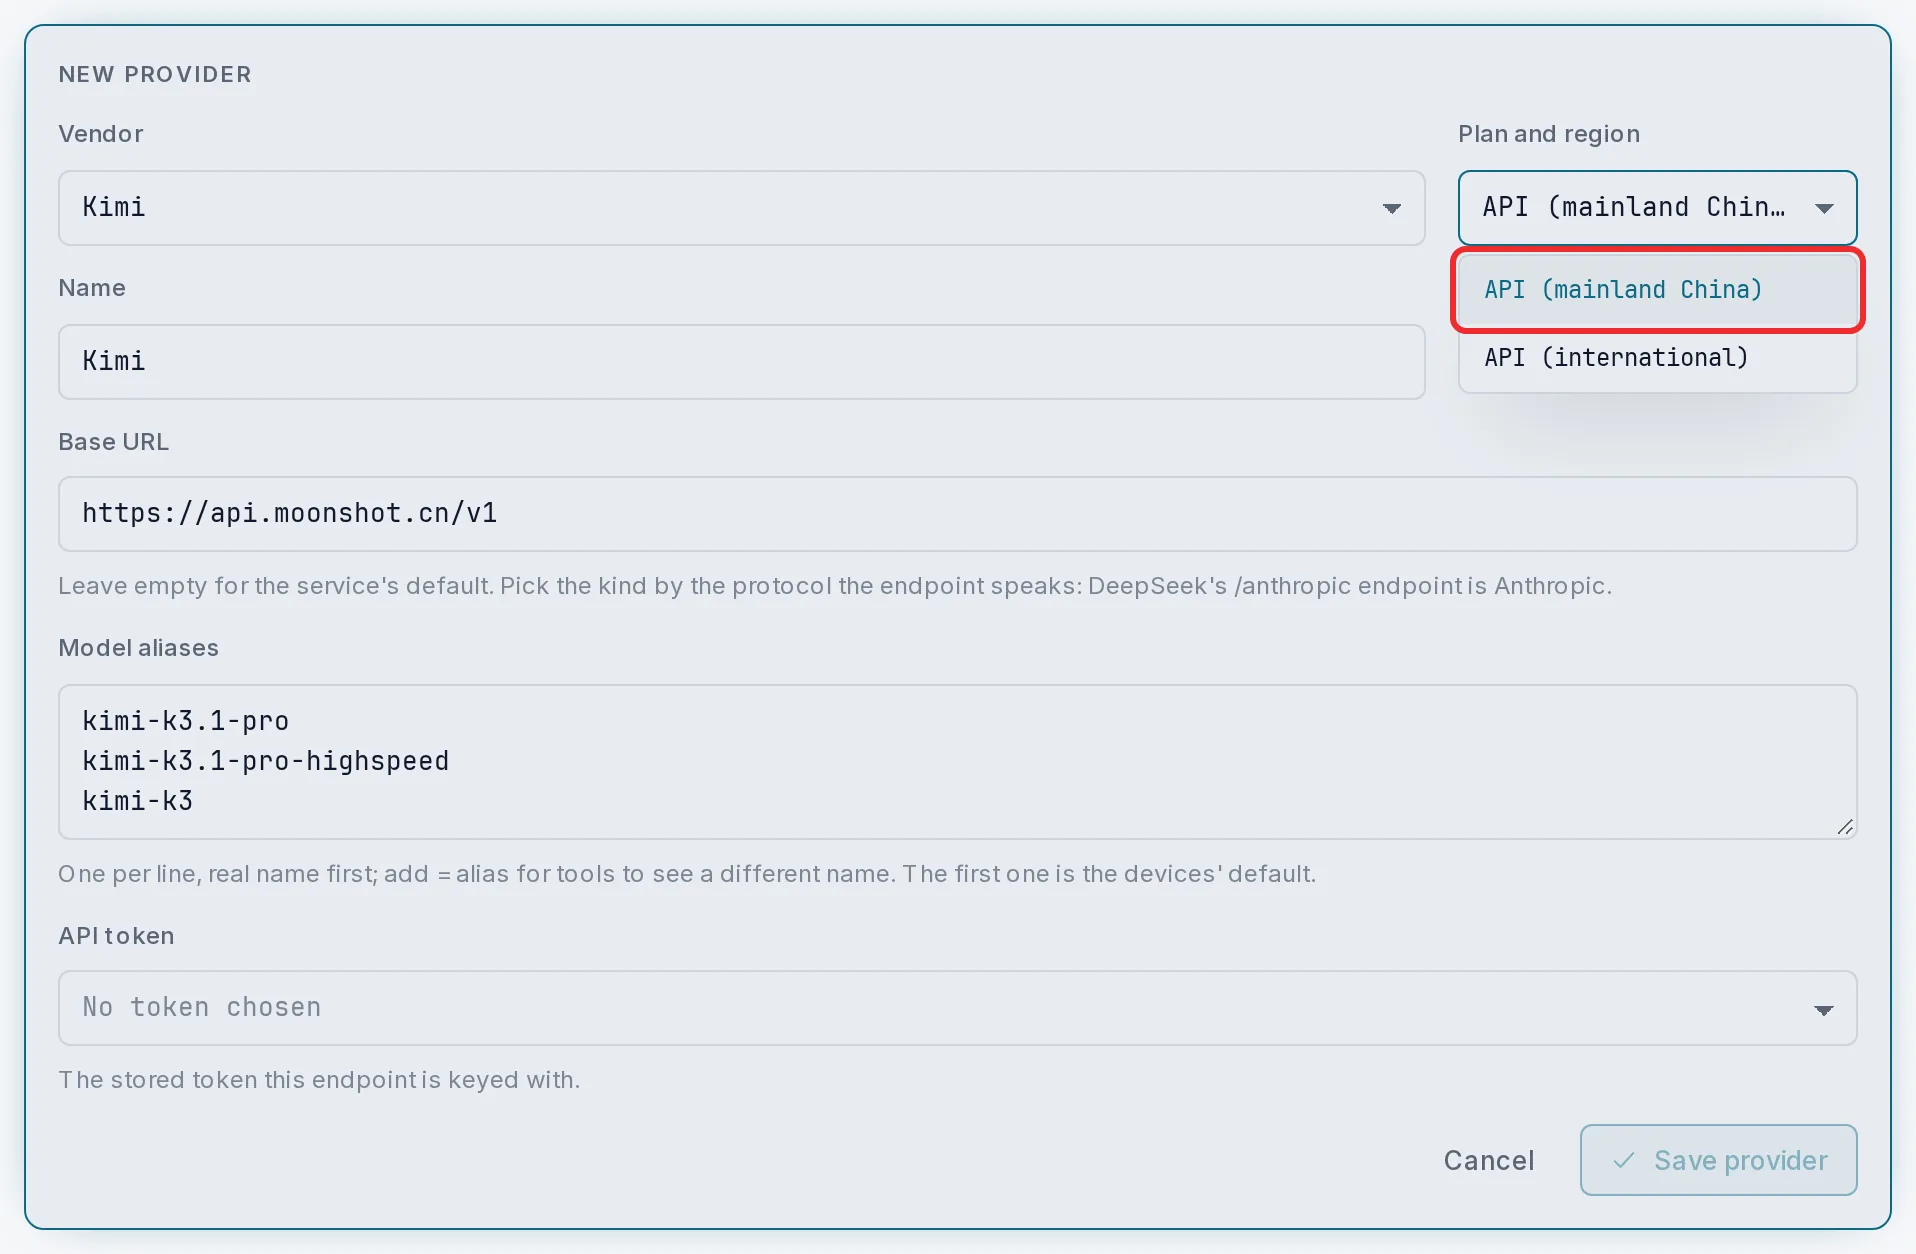 NEW PROVIDER
Vendor
Plan and region
Kimi
API (mainland Chin…
API (mainland China)
API (international)
Name
Kimi
Base URL
https://api.moonshot.cn/v1
Leave empty for the service's default. Pick the kind by the protocol the endpoint speaks: DeepSeek's /anthropic endpoint is Anthropic.
Model aliases
kimi-k3.1-pro
kimi-k3.1-pro-highspeed
kimi-k3
One per line, real name first; add =alias for tools to see a different name. The first one is the devices' default.
API token
No token chosen
The stored token this endpoint is keyed with.
Cancel
Save provider